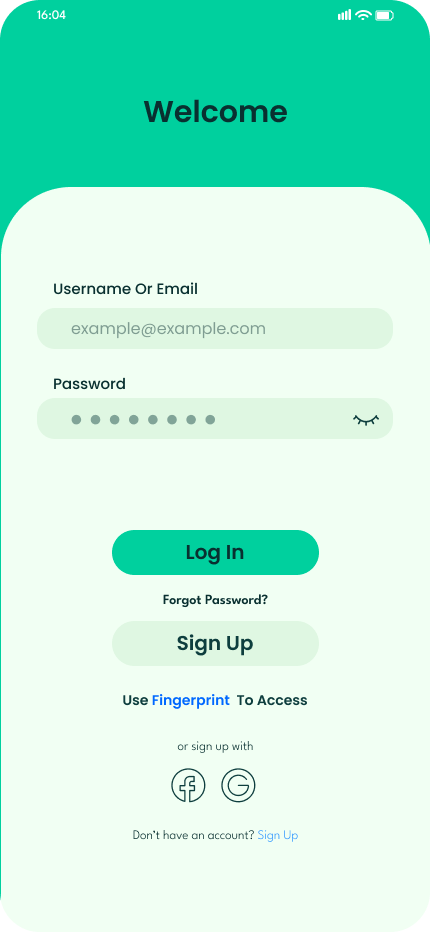 16:04
Welcome
Username Or Email
example@example.com
Password
Log In
Forgot Password?
Sign Up
Use Fingerprint To Access
or sign up with
Don't have an account? Sign Up